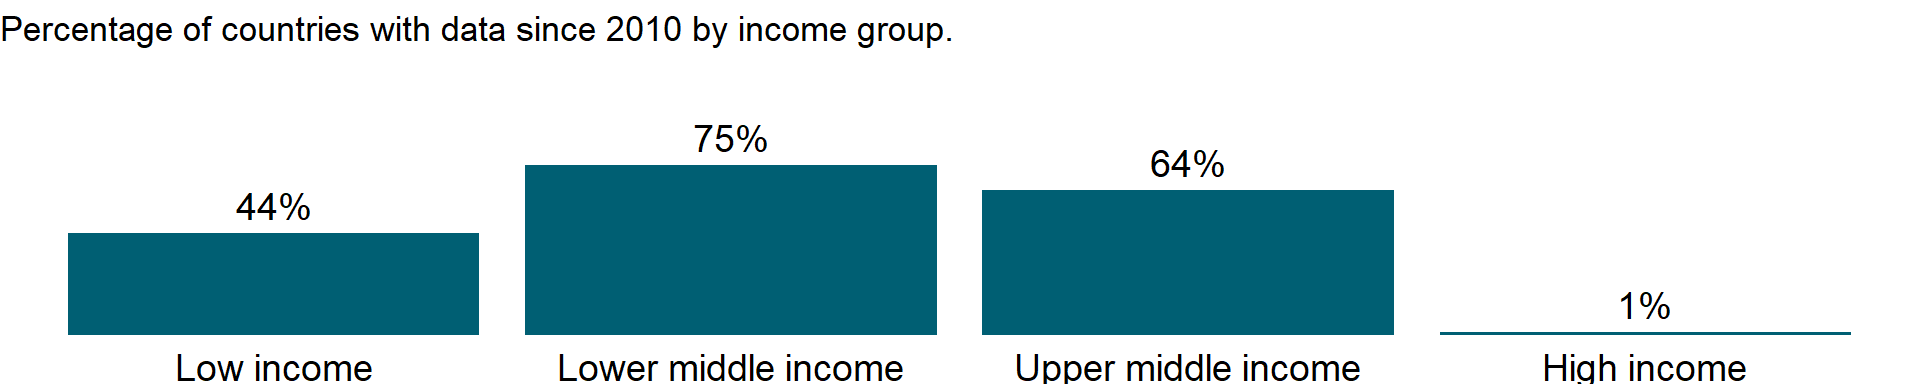 Percentage of countries with data since 2010 by income group.
44%
75%
64%
1%
Low income
Lower middle income
Upper middle income
High income